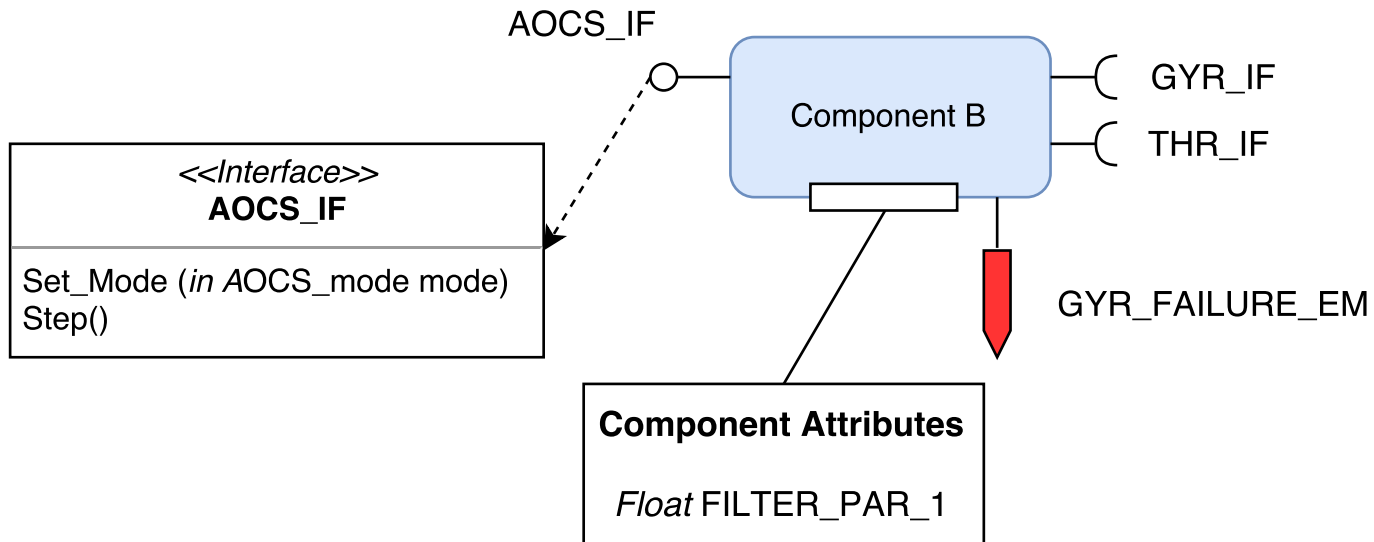 AOCS_IF
Component B
GYR_IF
THR_IF
<<Interface>>
AOCS_IF
Set_Mode (in AOCS_mode mode)
Step()
GYR_FAILURE_EM
Component Attributes
Float FILTER_PAR_1